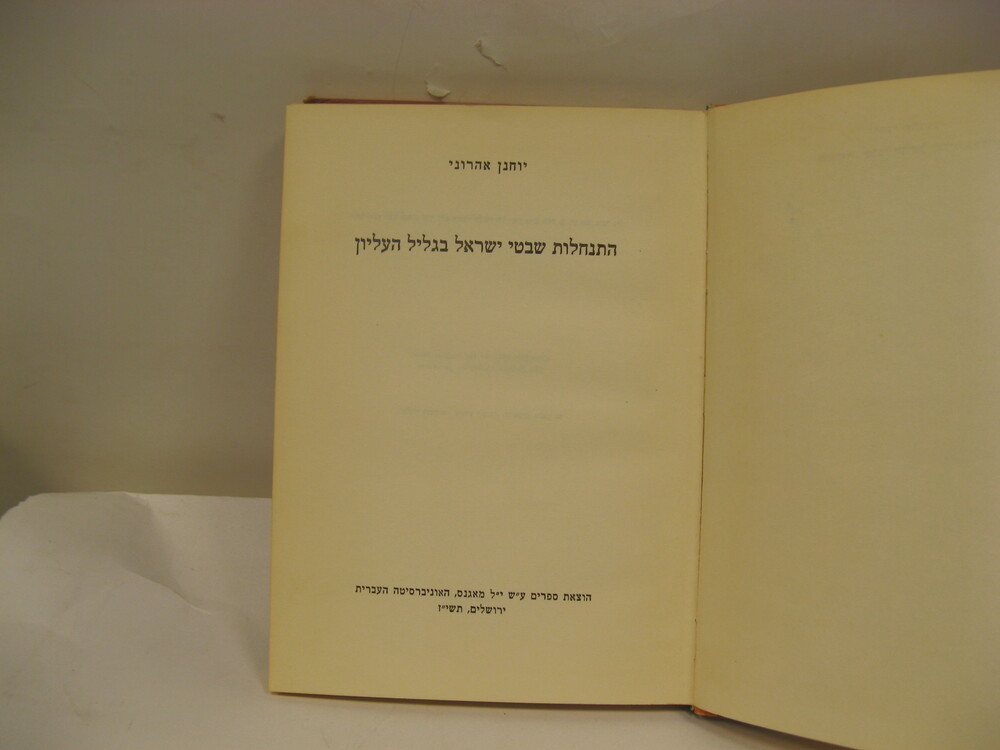 יוחנן אהרוני
התנחלות שבטי ישראל בגליל העליון
הוצאת ספרים ע״ש י״ל מאגנס, האוניברסיטה העברית
ירושלים, תשי״ז